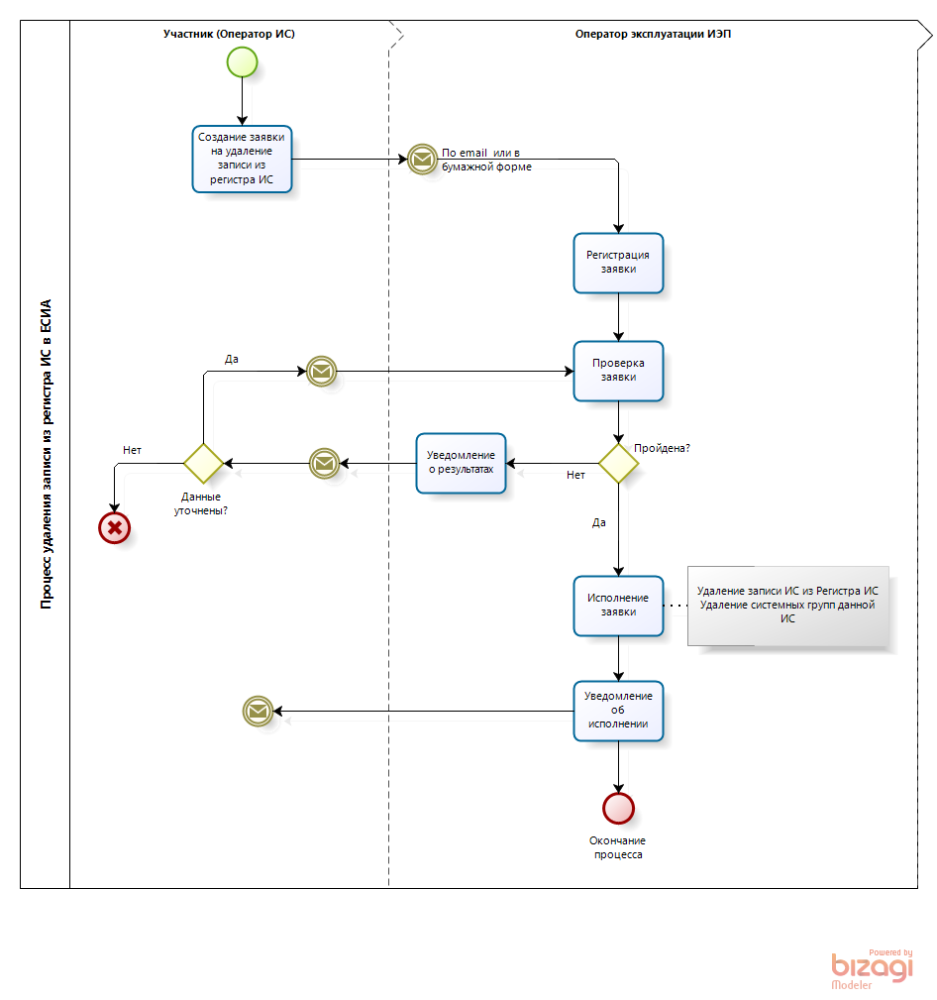 Участник (Оператор ИС)
Оператор эксплуатации ИЭП
Процесс удаления записи из регистра ИС в ЕСИА
Создание заявки
на удаление
записи из
регистра ИС
По email или в
бумажной форме
Регистрация
заявки
Да
Проверка
заявки
Нет
Данные
уточнены?
Уведомление
о результатах
Пройдена?
Нет
Да
Исполнение
заявки
Удаление записи ИС из Регистра ИС
Удаление системных групп данной
ИС
Уведомление
об
исполнении
Окончание
процесса
Powered by
bizagi
Modeler